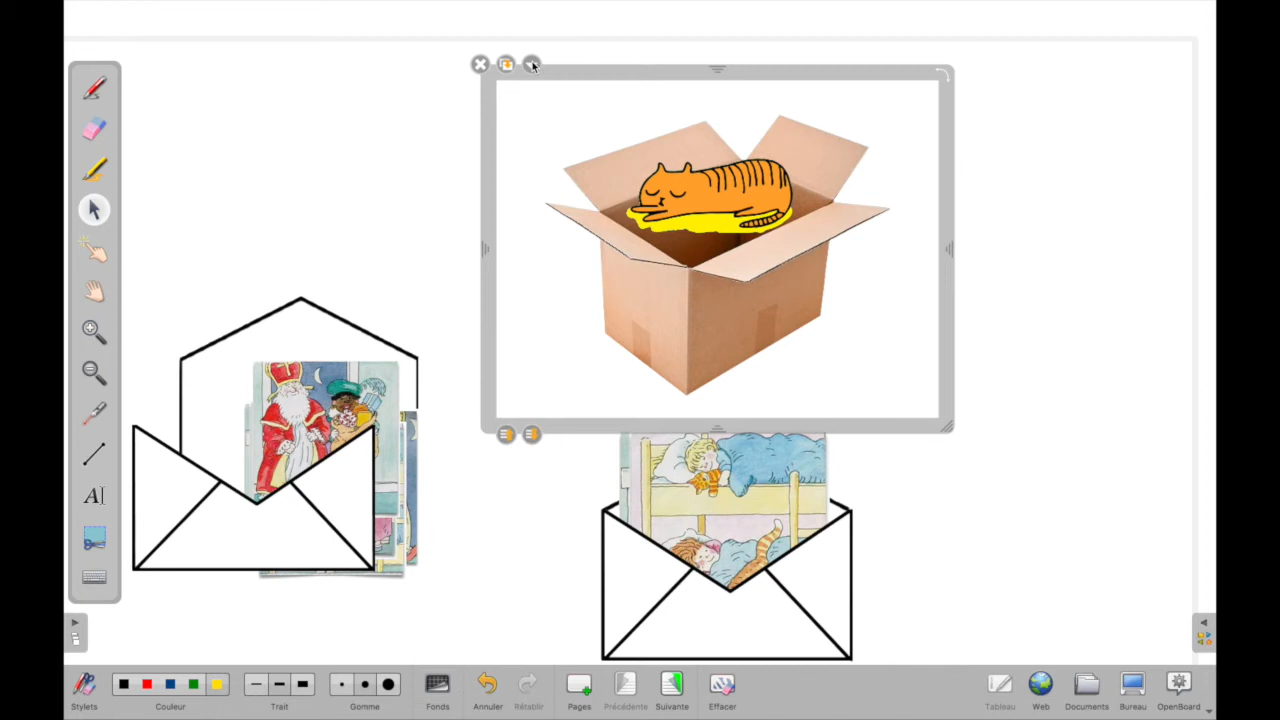 A
Stylets
Couleur
Trait
Gomme
Fonds
Annuler
Rétablir
Pages
Précédente
Suivante
Effacer
Tableau
Web
Documents
Bureau
OpenBoard